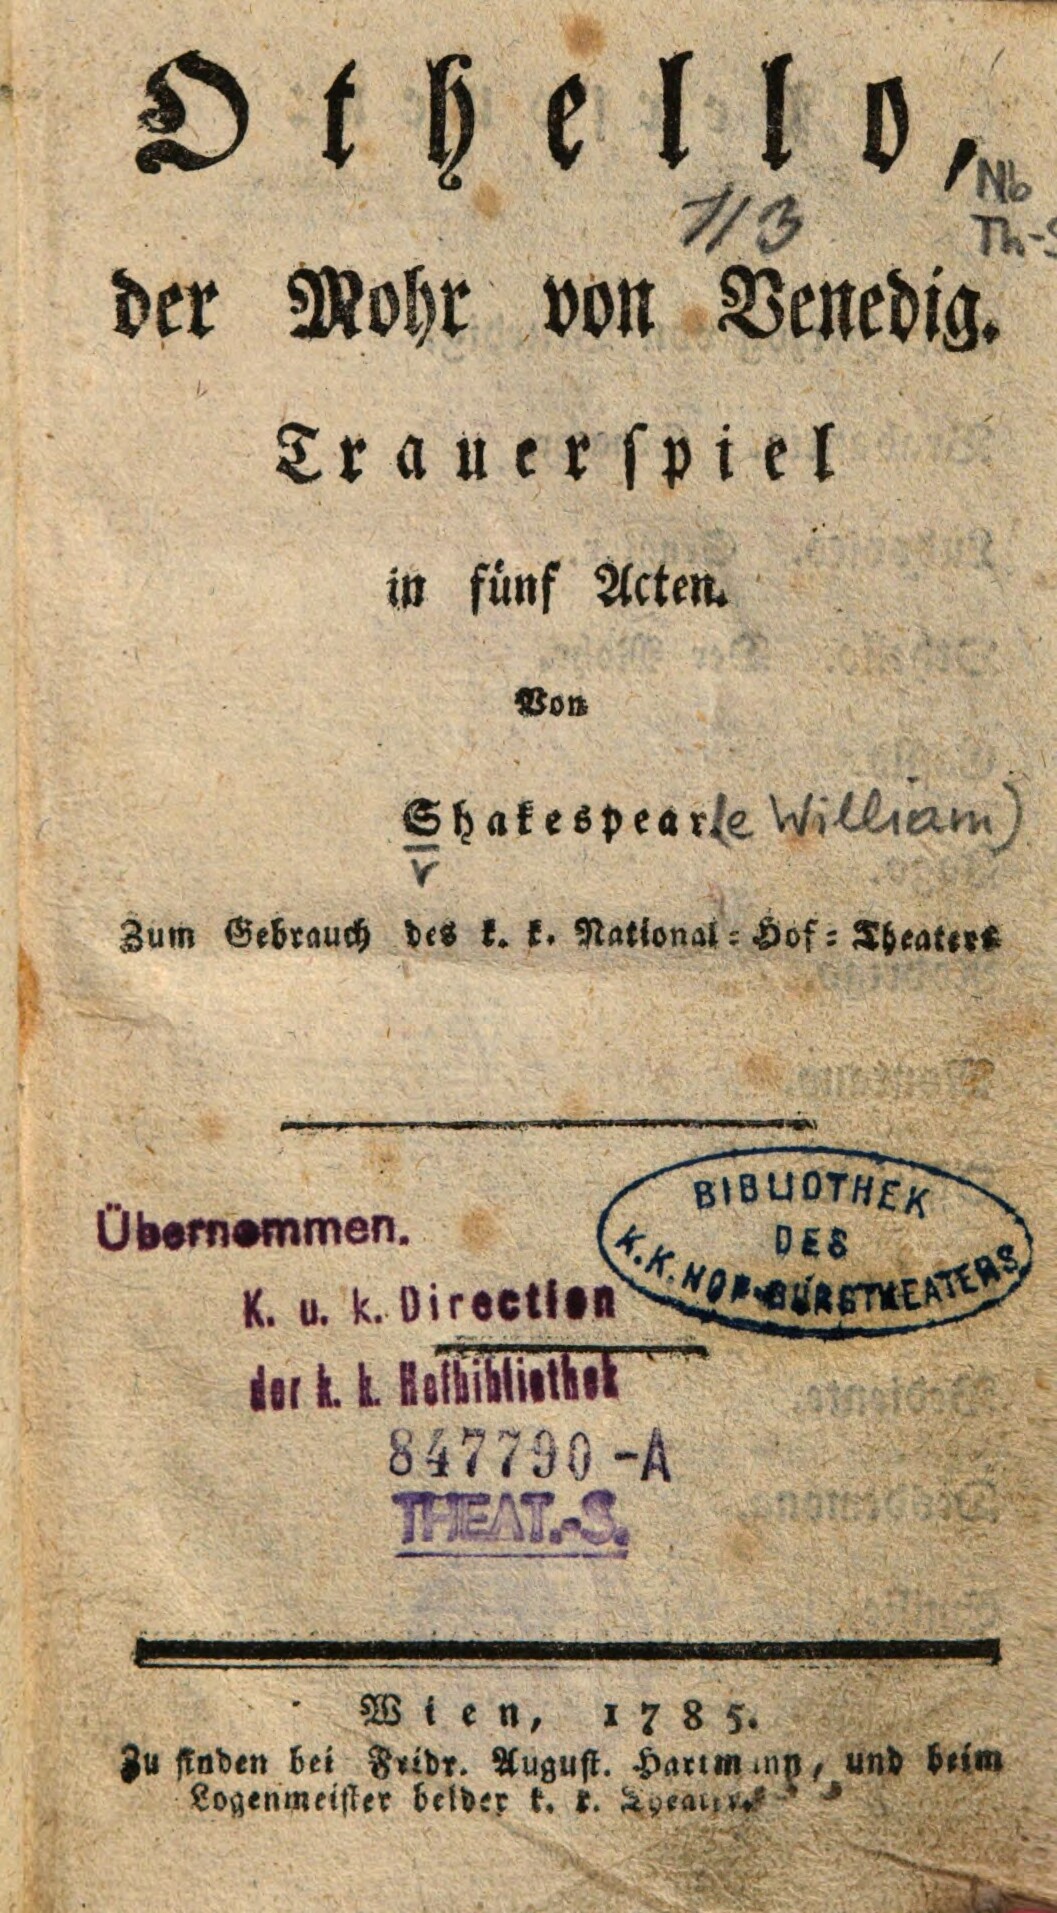 Othello,
Nb
1/3
Th-S
der Mohr von Venedig.
Trauerspiel
in fünf Acten.
Von
Shakespear.(e William)
Zum Gebrauch des k. k. National-Hof-Theaters
BIBLIOTHEK
DES
K.K. HOF-BURGTHEATERS
Übernommen.
K. u. k. Direction
der k. k. Hofbibliothek
847790-A
THEAT.-S.
Wien, 1785.
Zu finden bei Fridr. August. Hartmann, und beim
Logenmeister beider k. k. Theater.